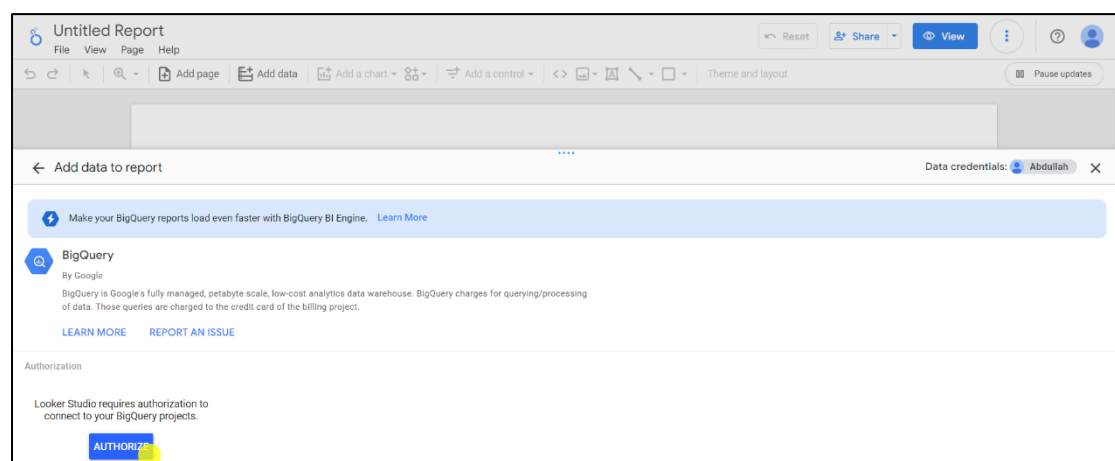 Untitled Report
File View Page Help
Reset Share View
Add page Add data Add a chart Add a control Theme and layout Pause updates
Add data to report Data credentials: Abdullah
Make your BigQuery reports load even faster with BigQuery BI Engine. Learn More
BigQuery
By Google
BigQuery is Google's fully managed, petabyte scale, low-cost analytics data warehouse. BigQuery charges for querying/processing
of data. Those queries are charged to the credit card of the billing project.
LEARN MORE REPORT AN ISSUE
Authorization
Looker Studio requires authorization to
connect to your BigQuery projects.
AUTHORIZE